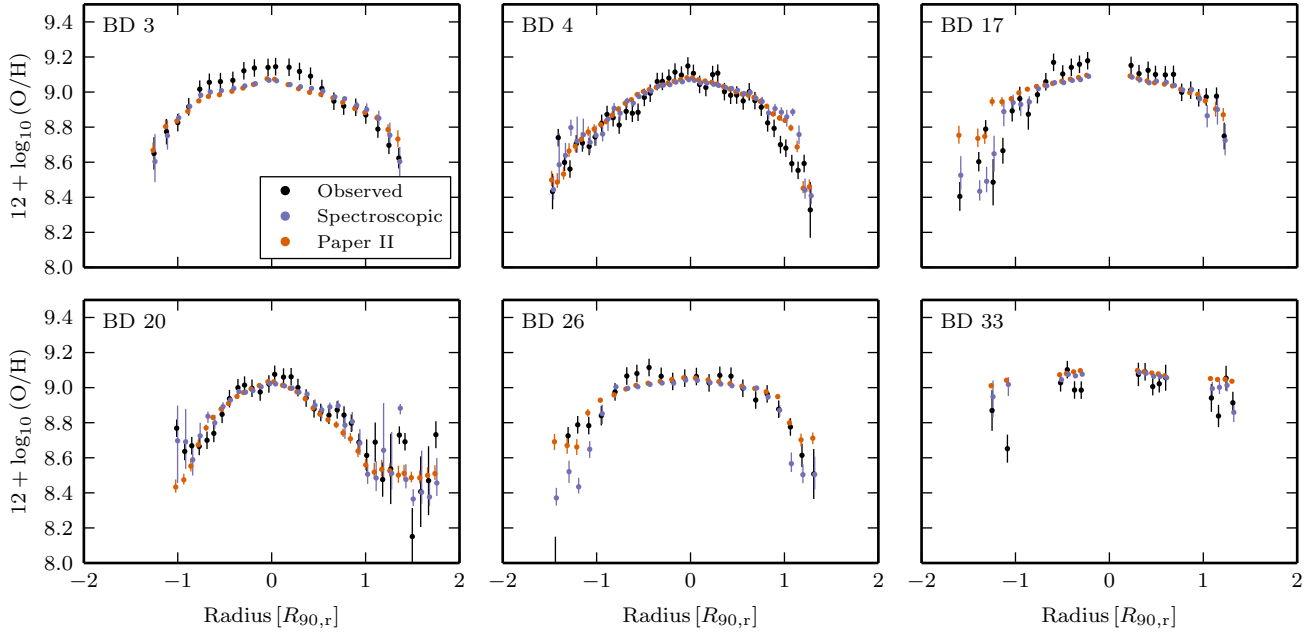 BD 3
BD 4
BD 17
9.4
9.2
9.0
8.8
8.6
8.4
8.2
8.0
12 + log₁₀ (O/H)
Observed
Spectroscopic
Paper II
BD 20
BD 26
BD 33
9.4
9.2
9.0
8.8
8.6
8.4
8.2
8.0
12 + log₁₀ (O/H)
−2 −1 0 1 2
−2 −1 0 1 2
−2 −1 0 1 2
Radius [R₉₀,ᵣ]
Radius [R₉₀,ᵣ]
Radius [R₉₀,ᵣ]